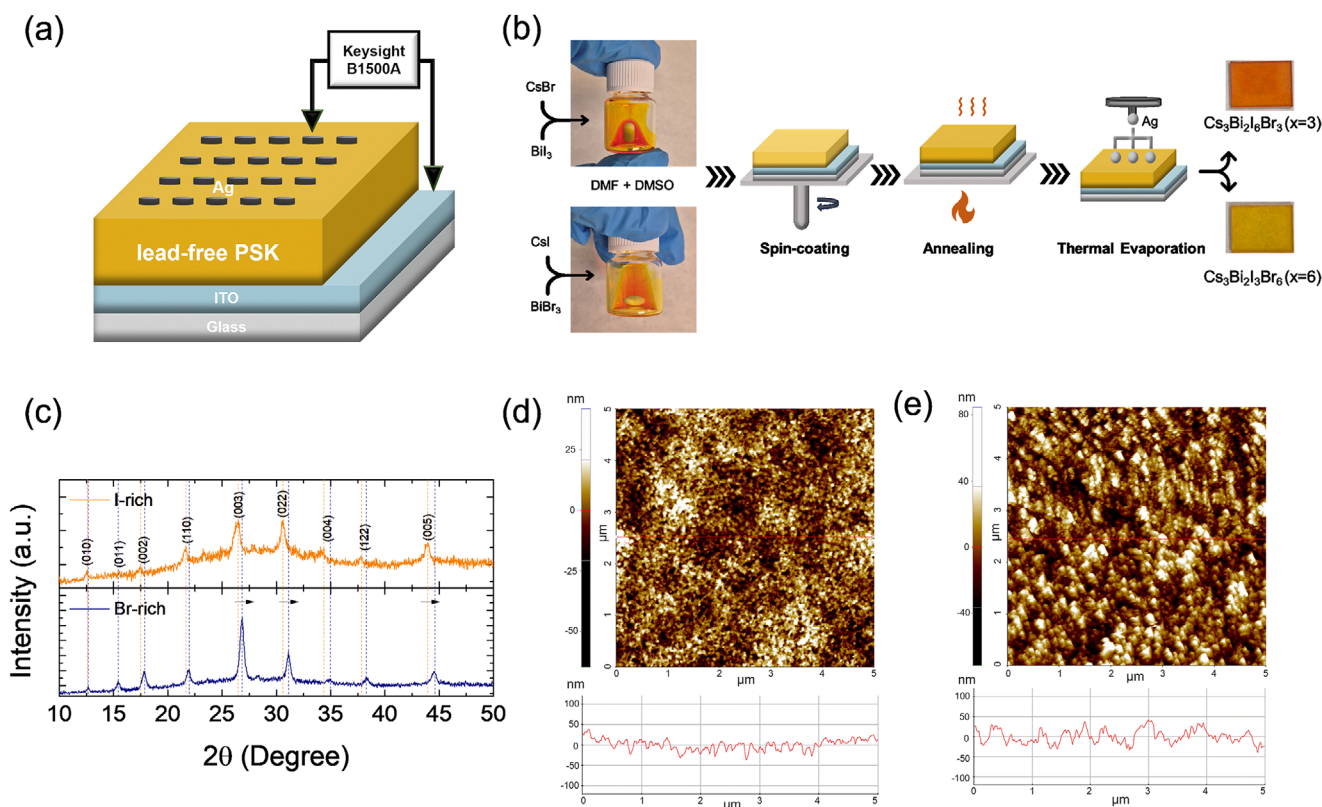 (a)
Keysight
B1500A
Ag
lead-free PSK
ITO
Glass
(b)
CsBr
BiI₃
DMF + DMSO
CsI
BiBr₃
Spin-coating
Annealing
Ag
Thermal Evaporation
Cs₃Bi₂I₆Br₃ (x=3)
Cs₃Bi₂I₃Br₆ (x=6)
(c)
Intensity (a.u.)
I-rich
(010)
(011)
(002)
(110)
(003)
(022)
(004)
(122)
(005)
Br-rich
10 15 20 25 30 35 40 45 50
2θ (Degree)
(d)
nm
25
0
-25
-50
5
4
3
µm
2
1
0
0 1 2 3 4 5
µm
nm
100
50
0
-50
-100
0 1 2 3 4 5
µm
(e)
nm
80
40
0
-40
5
4
3
µm
2
1
0
0 1 2 3 4 5
µm
nm
100
50
0
-50
-100
0 1 2 3 4 5
µm